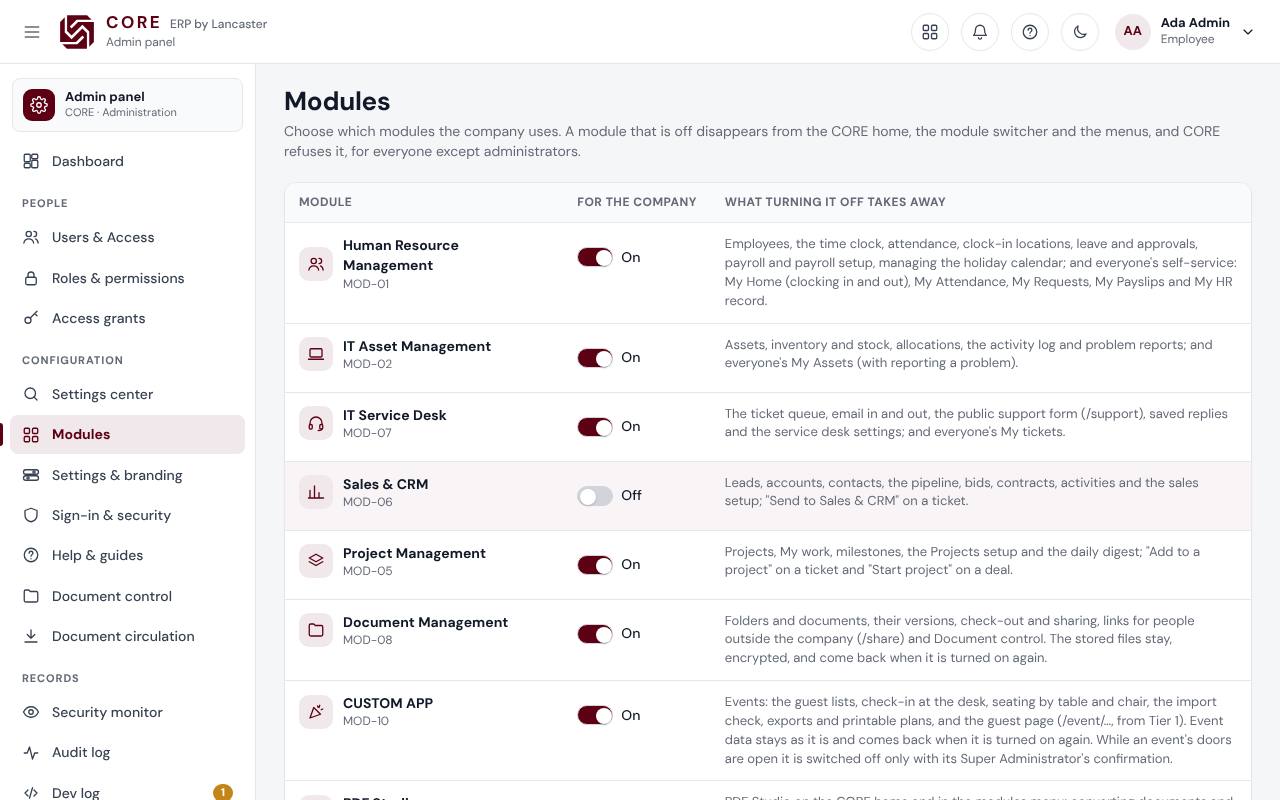 CORE ERP by Lancaster
Admin panel
AA
Ada Admin
Employee
Admin panel
CORE · Administration
Dashboard
PEOPLE
Users & Access
Roles & permissions
Access grants
CONFIGURATION
Settings center
Modules
Settings & branding
Sign-in & security
Help & guides
Document control
Document circulation
RECORDS
Security monitor
Audit log
Dev log 1
Modules
Choose which modules the company uses. A module that is off disappears from the CORE home, the module switcher and the menus, and CORE
refuses it, for everyone except administrators.
MODULE FOR THE COMPANY WHAT TURNING IT OFF TAKES AWAY
Human Resource
Management
MOD-01
On
Employees, the time clock, attendance, clock-in locations, leave and approvals,
payroll and payroll setup, managing the holiday calendar; and everyone's self-service:
My Home (clocking in and out), My Attendance, My Requests, My Payslips and My HR
record.
IT Asset Management
MOD-02
On
Assets, inventory and stock, allocations, the activity log and problem reports; and
everyone's My Assets (with reporting a problem).
IT Service Desk
MOD-07
On
The ticket queue, email in and out, the public support form (/support), saved replies
and the service desk settings; and everyone's My tickets.
Sales & CRM
MOD-06
Off
Leads, accounts, contacts, the pipeline, bids, contracts, activities and the sales
setup; "Send to Sales & CRM" on a ticket.
Project Management
MOD-05
On
Projects, My work, milestones, the Projects setup and the daily digest; "Add to a
project" on a ticket and "Start project" on a deal.
Document Management
MOD-08
On
Folders and documents, their versions, check-out and sharing, links for people
outside the company (/share) and Document control. The stored files stay,
encrypted, and come back when it is turned on again.
CUSTOM APP
MOD-10
On
Events: the guest lists, check-in at the desk, seating by table and chair, the import
check, exports and printable plans, and the guest page (/event/…, from Tier 1). Event
data stays as it is and comes back when it is turned on again. While an event's doors
are open it is switched off only with its Super Administrator's confirmation.